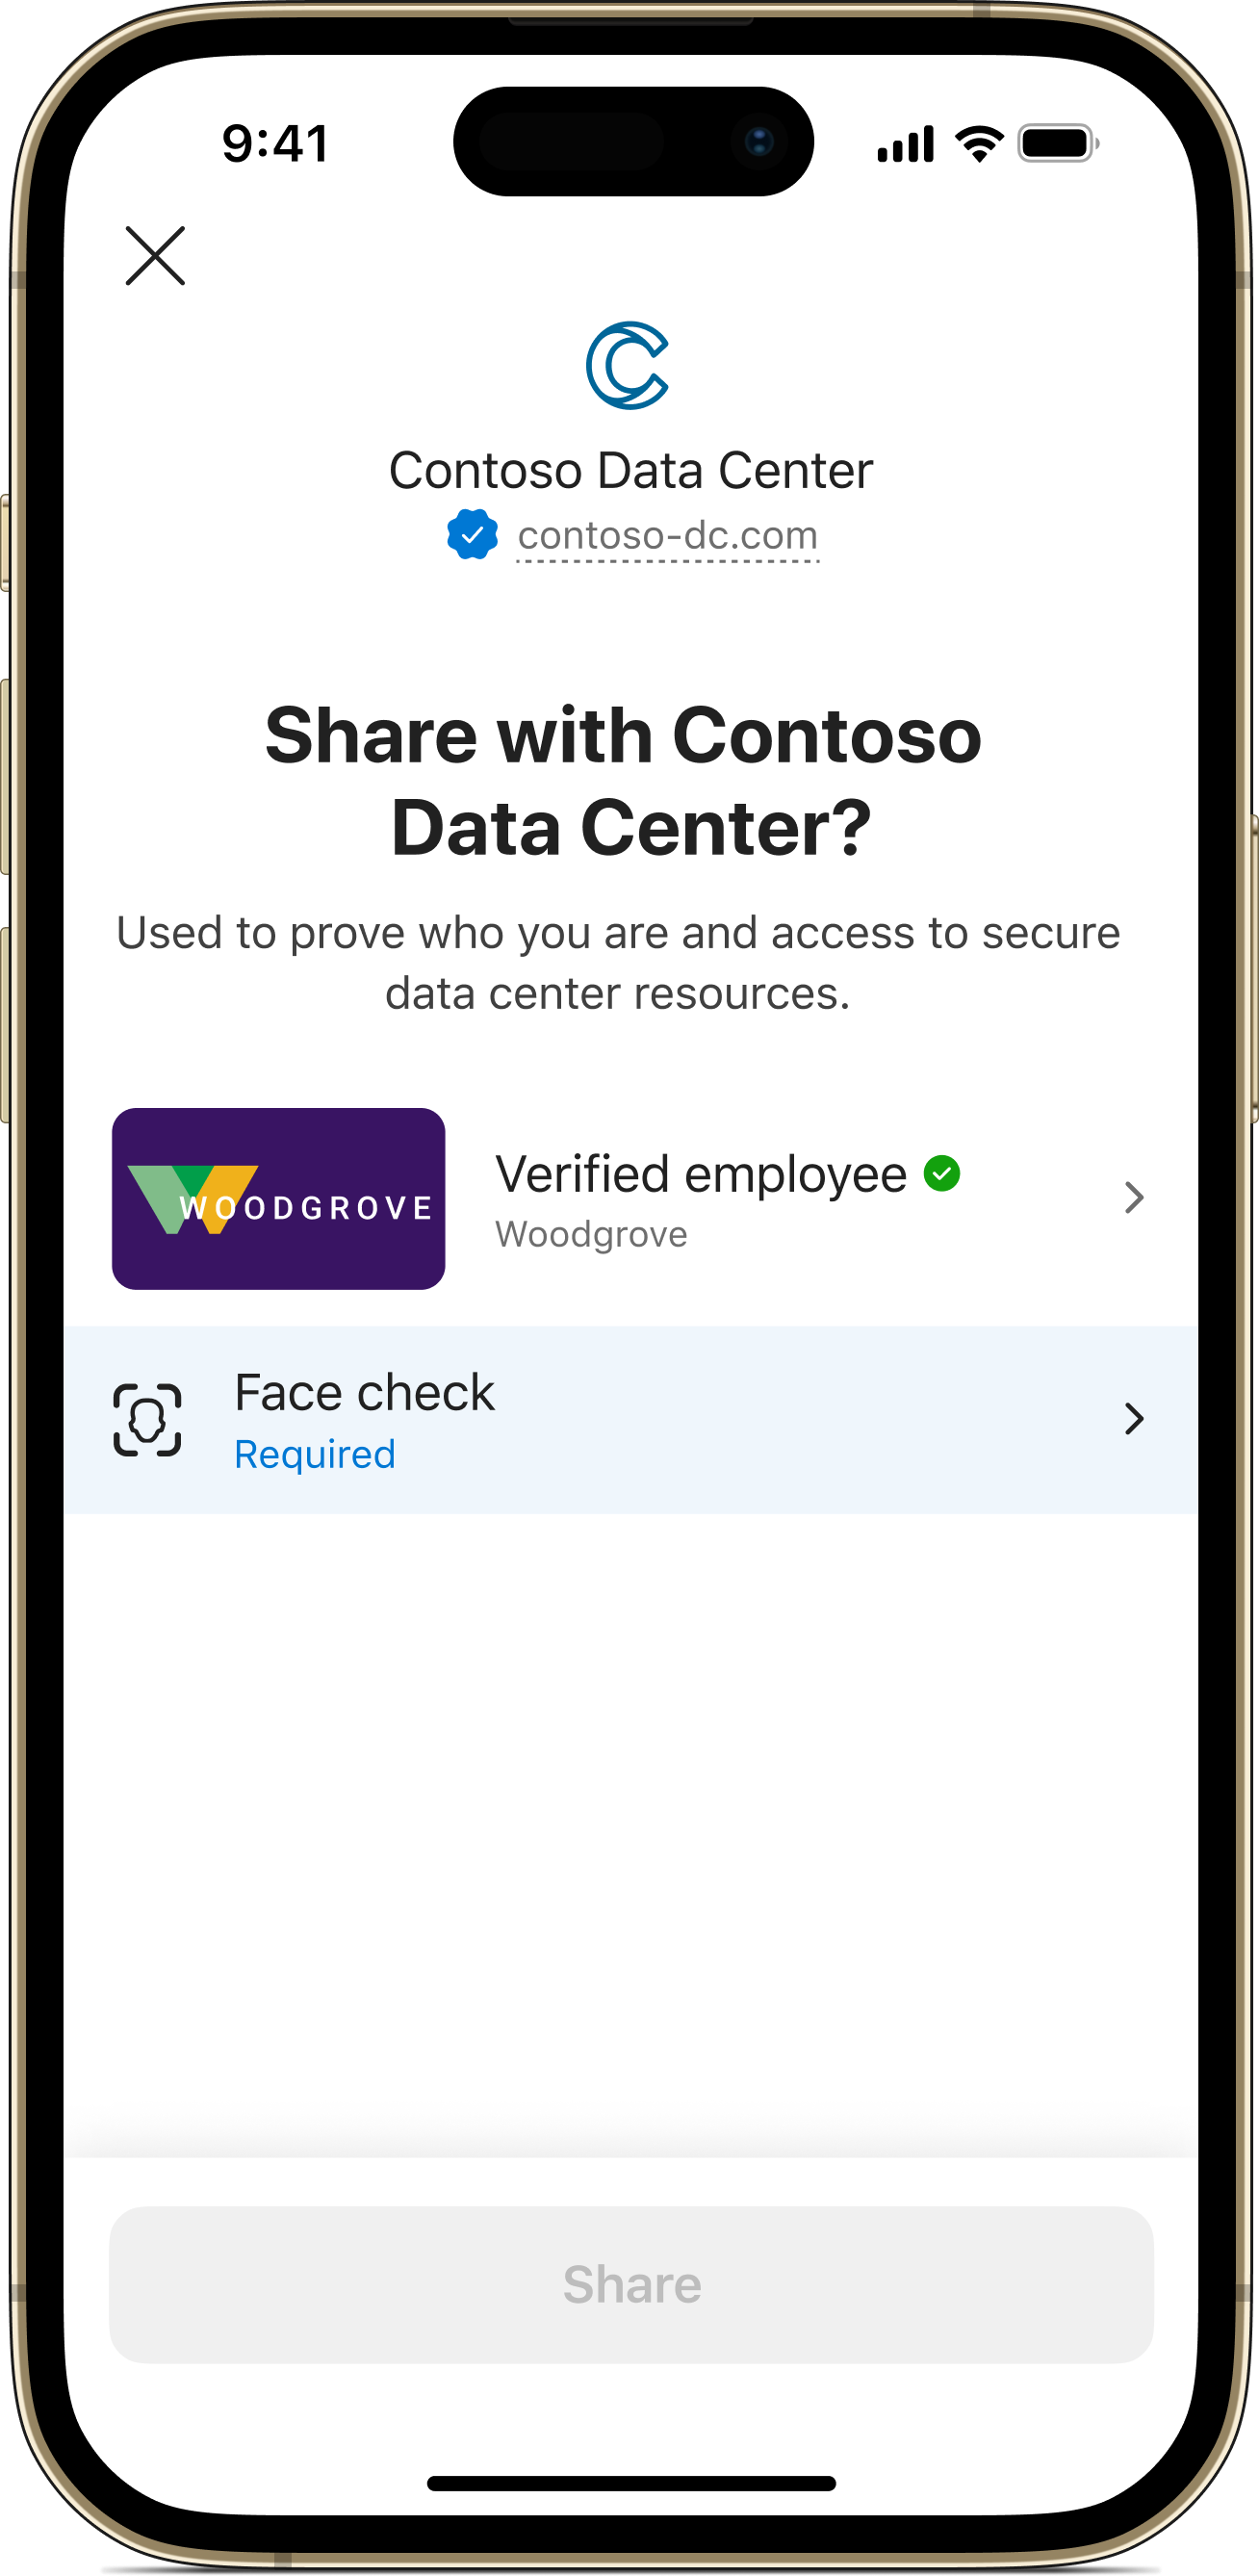 9:41
Contoso Data Center
contoso-dc.com
Share with Contoso
Data Center?
Used to prove who you are and access to secure
data center resources.
WOODGROVE
Verified employee
Woodgrove
Face check
Required
Share